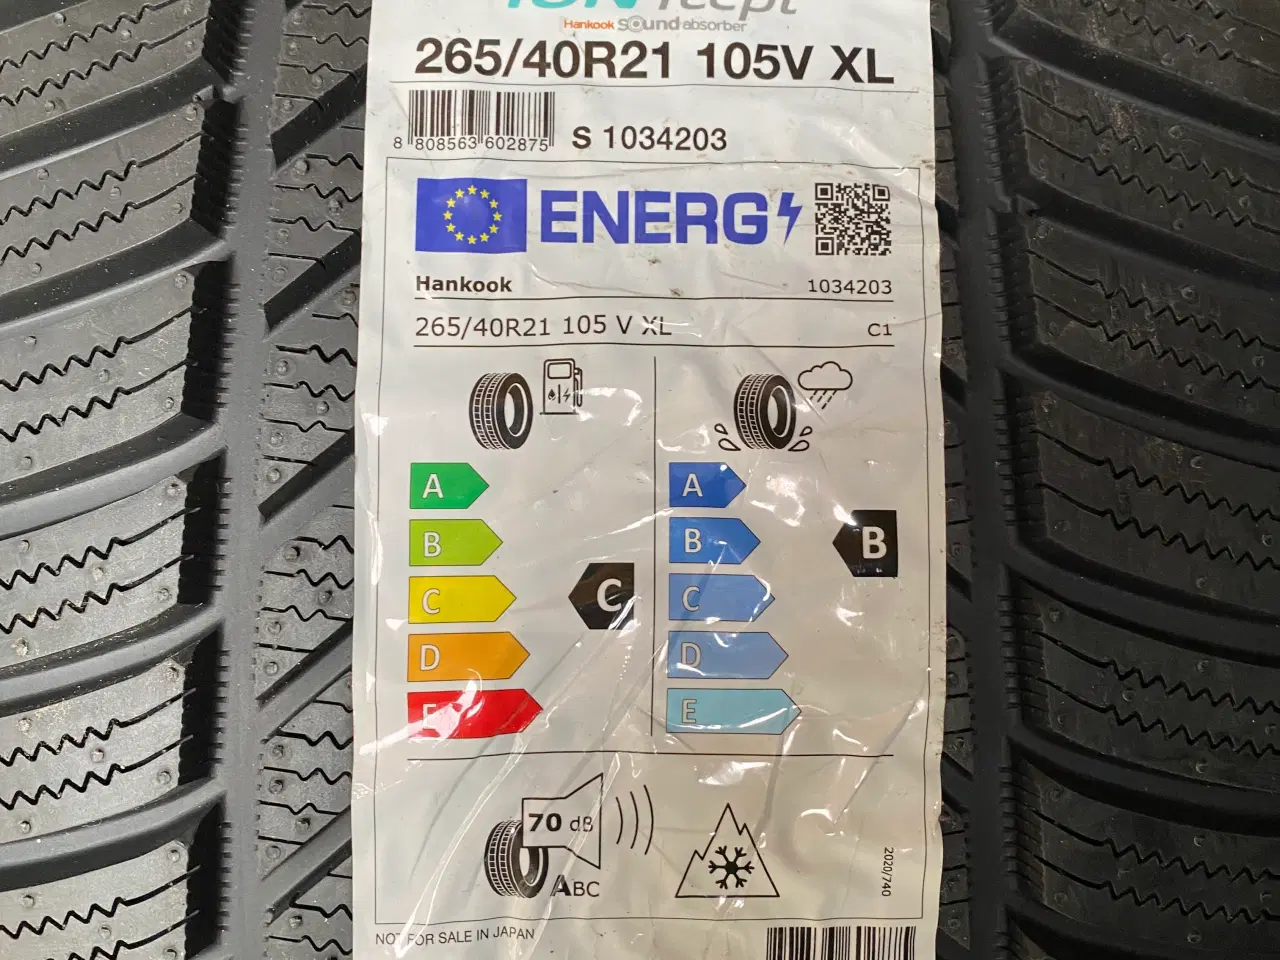 Hankook Sound absorber
265/40R21 105V XL
8 808563 602875
S 1034203
ENERG
Hankook 1034203
265/40R21 105 V XL C1
A A
B B B
C C C
D D
E E
70 dB
ABC
2020/740
NOT FOR SALE IN JAPAN